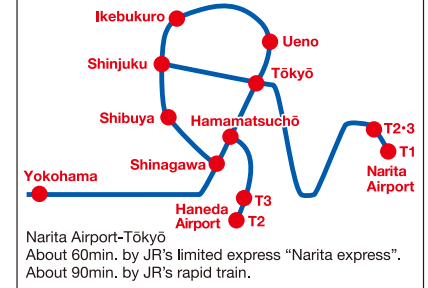 Ikebukuro
Ueno
Shinjuku
Tōkyō
Shibuya
Hamamatsuchō
T2•3
T1
Narita
Airport
Shinagawa
Yokohama
T3
Haneda
Airport
T2
Narita Airport-Tōkyō
About 60min. by JR's limited express “Narita express”.
About 90min. by JR's rapid train.